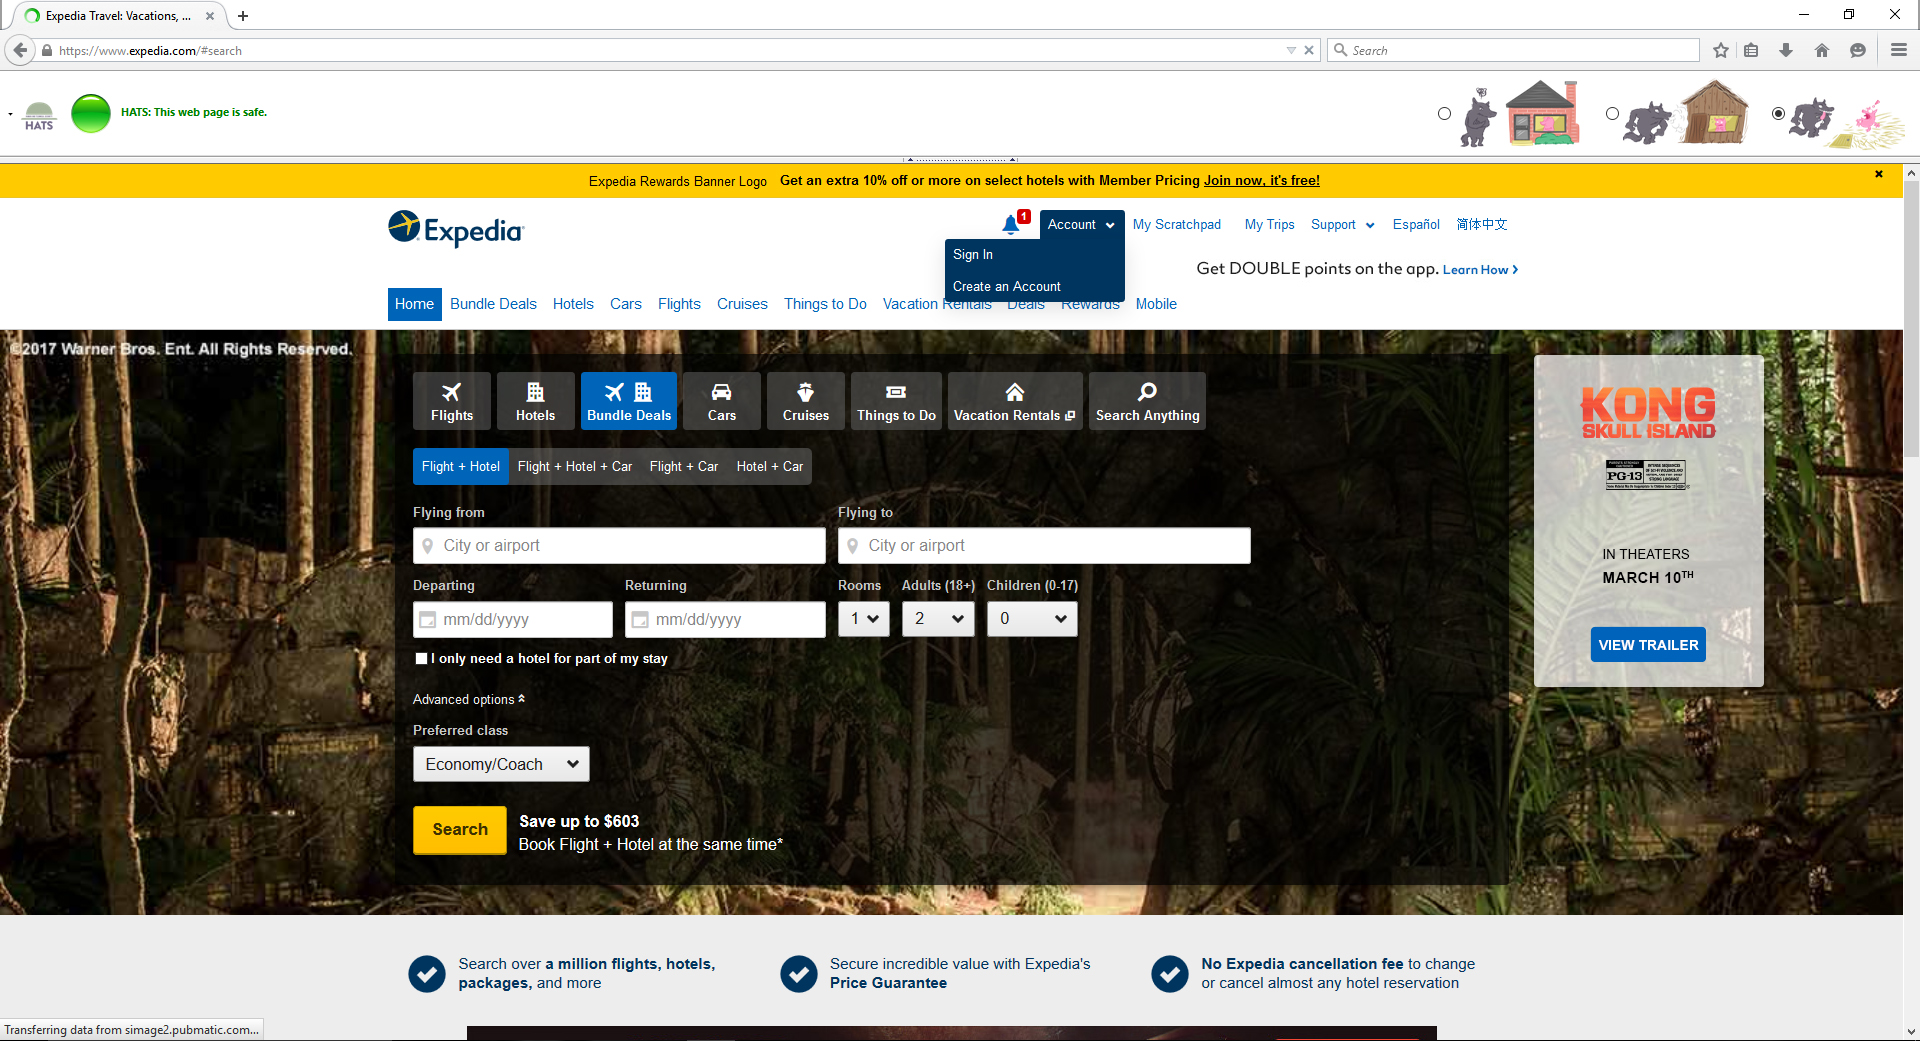 Expedia Travel: Vacations, ...
https://www.expedia.com/#search
Search
HATS
HATS: This web page is safe.
Expedia Rewards Banner Logo Get an extra 10% off or more on select hotels with Member Pricing Join now, it's free!
Expedia
1
Account
My Scratchpad
My Trips
Support
Español
简体中文
Sign In
Create an Account
Get DOUBLE points on the app. Learn How
Home
Bundle Deals
Hotels
Cars
Flights
Cruises
Things to Do
Vacation Rentals
Deals
Rewards
Mobile
©2017 Warner Bros. Ent. All Rights Reserved.
Flights
Hotels
Bundle Deals
Cars
Cruises
Things to Do
Vacation Rentals
Search Anything
Flight + Hotel
Flight + Hotel + Car
Flight + Car
Hotel + Car
Flying from
Flying to
City or airport
City or airport
Departing
Returning
Rooms
Adults (18+)
Children (0-17)
mm/dd/yyyy
mm/dd/yyyy
1
2
0
I only need a hotel for part of my stay
Advanced options
Preferred class
Economy/Coach
Search
Save up to $603
Book Flight + Hotel at the same time*
KONG
SKULL ISLAND
PG-13
IN THEATERS
MARCH 10TH
VIEW TRAILER
Search over a million flights, hotels,
packages, and more
Secure incredible value with Expedia's
Price Guarantee
No Expedia cancellation fee to change
or cancel almost any hotel reservation
Transferring data from simage2.pubmatic.com...